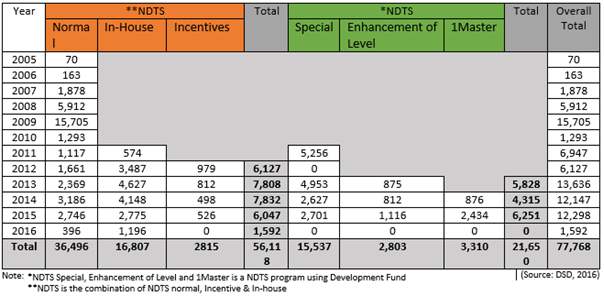 Year **NDTS Total *NDTS Total Overall Total
Norma l In-House Incentives Special Enhancement of Level 1Master
2005 70 70
2006 163 163
2007 1,878 1,878
2008 5,912 5,912
2009 15,705 15,705
2010 1,293 1,293
2011 1,117 574 5,256 6,947
2012 1,661 3,487 979 6,127 0 6,127
2013 2,369 4,627 812 7,808 4,953 875 5,828 13,636
2014 3,186 4,148 498 7,832 2,627 812 876 4,315 12,147
2015 2,746 2,775 526 6,047 2,701 1,116 2,434 6,251 12,298
2016 396 1,196 0 1,592 0 0 0 0 1,592
Total 36,496 16,807 2815 56,11 8 15,537 2,803 3,310 21,65 0 77,768
Note: *NDTS Special, Enhancement of Level and 1Master is a NDTS program using Development Fund (Source: DSD, 2016)
**NDTS is the combination of NDTS normal, Incentive & In-house